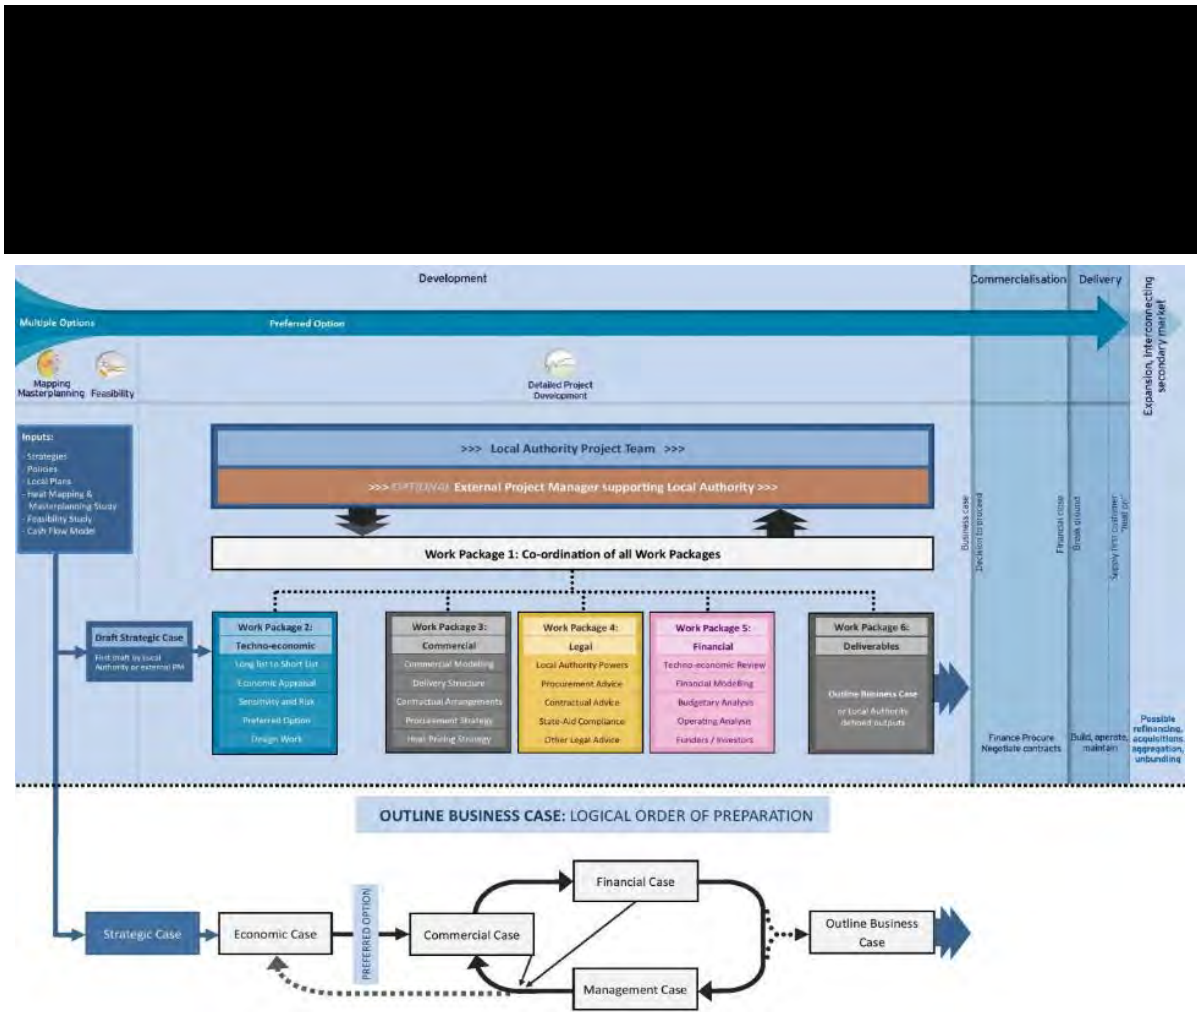 Development
Commercialisation
Delivery
Expansion, interconnecting
secondary market
Multiple Options
Preferred Option
Mapping
Masterplanning
Feasibility
Detailed Project
Development
Inputs:
- Strategies
- Policies
- Local Plans
- Heat Mapping &
Masterplanning Study
- Feasibility Study
- Cash Flow Model
>>> Local Authority Project Team >>>
>>> OPTIONAL External Project Manager supporting Local Authority >>>
Work Package 1: Co-ordination of all Work Packages
Business case
Decision to proceed
Financial close
Break ground
Supply first customer
"heat on"
Draft Strategic Case
First draft by Local
Authority or external PM
Work Package 2:
Techno-economic
Long list to Short List
Economic Appraisal
Sensitivity and Risk
Preferred Option
Design Work
Work Package 3:
Commercial
Commercial Modelling
Delivery Structure
Contractual Arrangements
Procurement Strategy
Heat Pricing Strategy
Work Package 4:
Legal
Local Authority Powers
Procurement Advice
Contractual Advice
State-Aid Compliance
Other Legal Advice
Work Package 5:
Financial
Techno-economic Review
Financial Modelling
Budgetary Analysis
Operating Analysis
Funders / Investors
Work Package 6:
Deliverables
Outline Business Case
or Local Authority
defined outputs
Finance Procure
Negotiate contracts
Build, operate,
maintain
Possible
refinancing,
acquisitions
aggregation,
unbundling
OUTLINE BUSINESS CASE: LOGICAL ORDER OF PREPARATION
Strategic Case
Economic Case
PREFERRED OPTION
Commercial Case
Financial Case
Management Case
Outline Business
Case